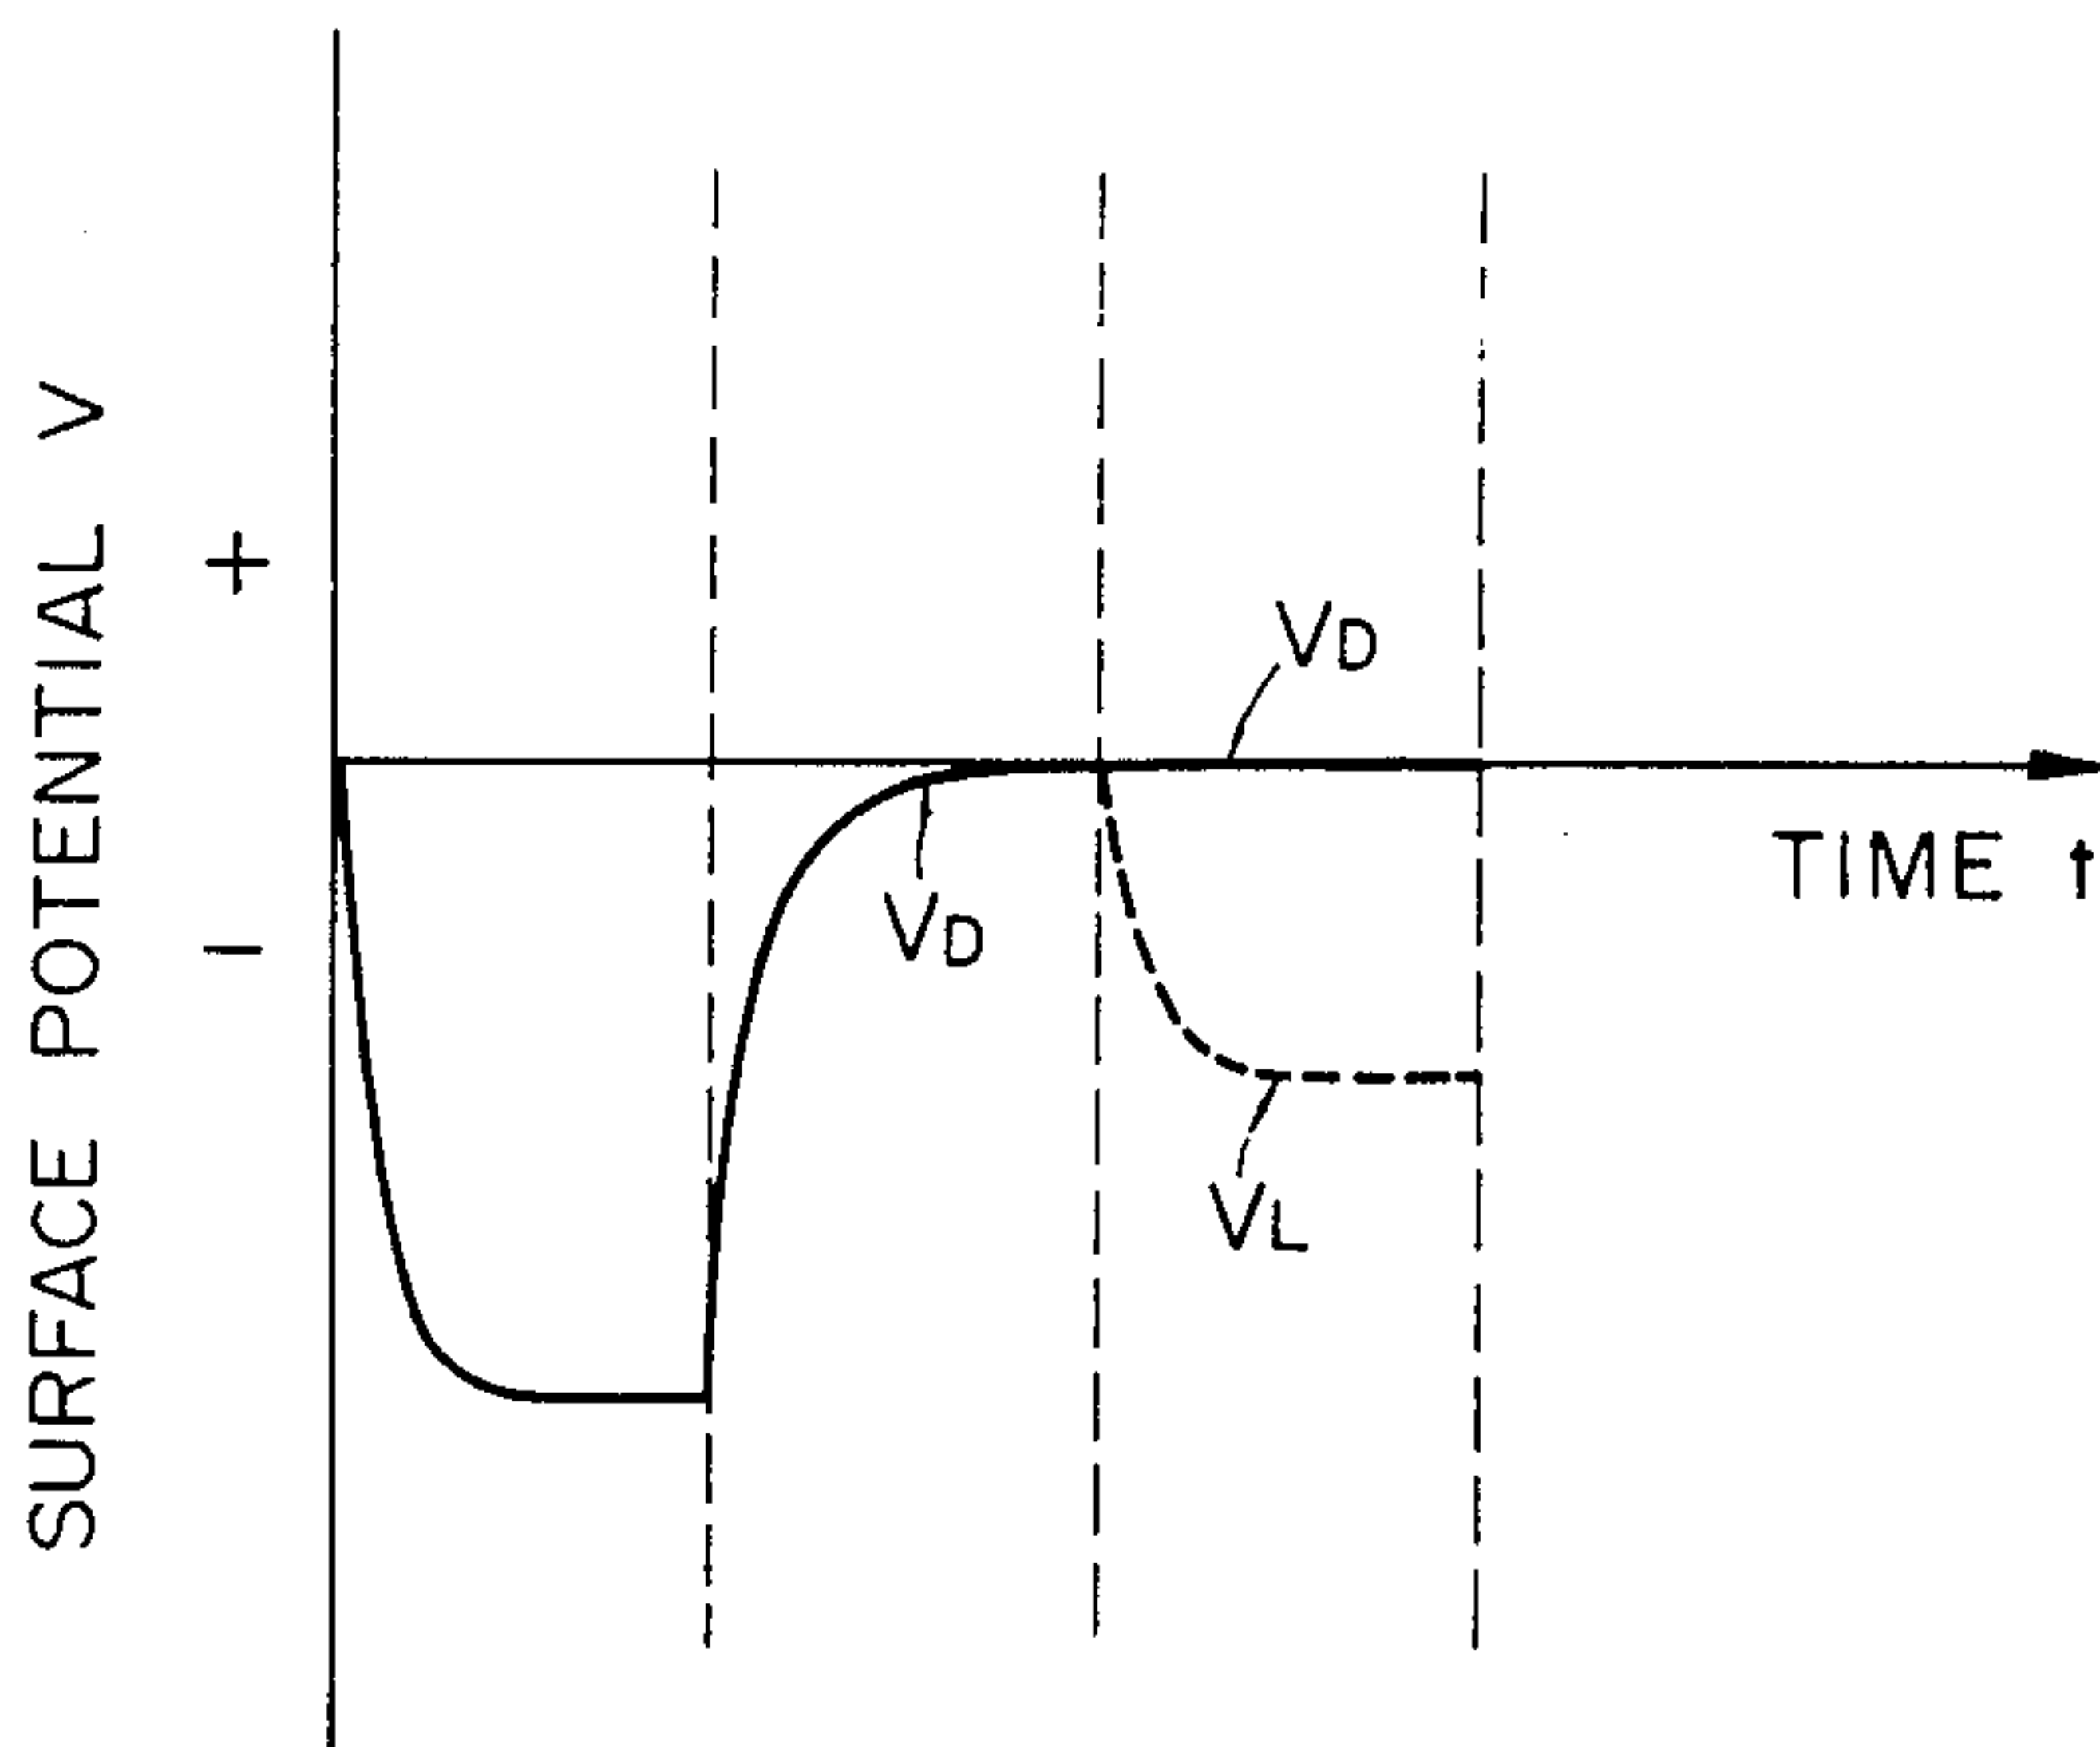 SURFACE POTENTIAL V
+
−
VD
VD
VL
TIME t